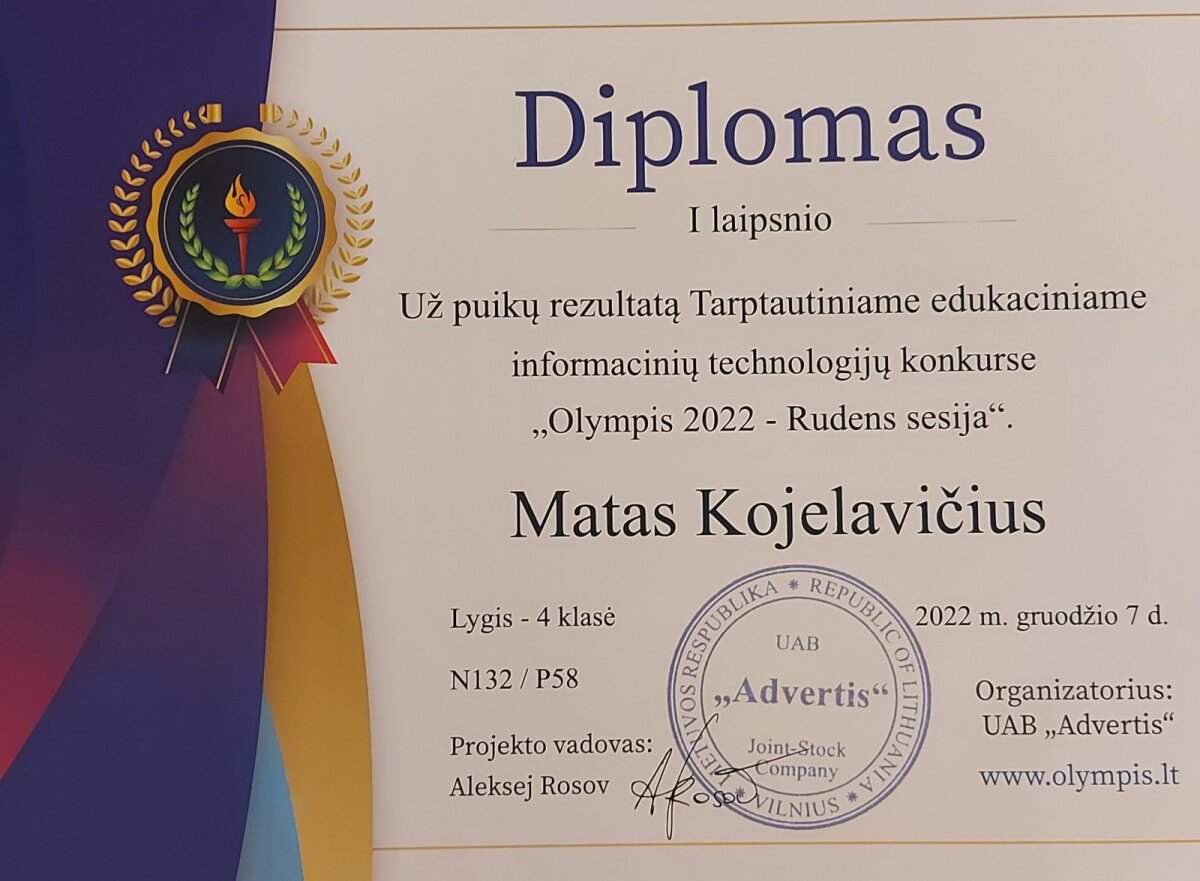 Diplomas
I laipsnio
Už puikų rezultatą Tarptautiniame edukaciniame
informacinių technologijų konkurse
„Olympis 2022 - Rudens sesija“.
Matas Kojelavičius
Lygis - 4 klasė
N132 / P58
Projekto vadovas:
Aleksej Rosov
ARosov
LIETUVOS RESPUBLIKA * REPUBLIC OF LITHUANIA * VILNIUS *
UAB
„Advertis“
Joint-Stock
Company
2022 m. gruodžio 7 d.
Organizatorius:
UAB „Advertis“
www.olympis.lt